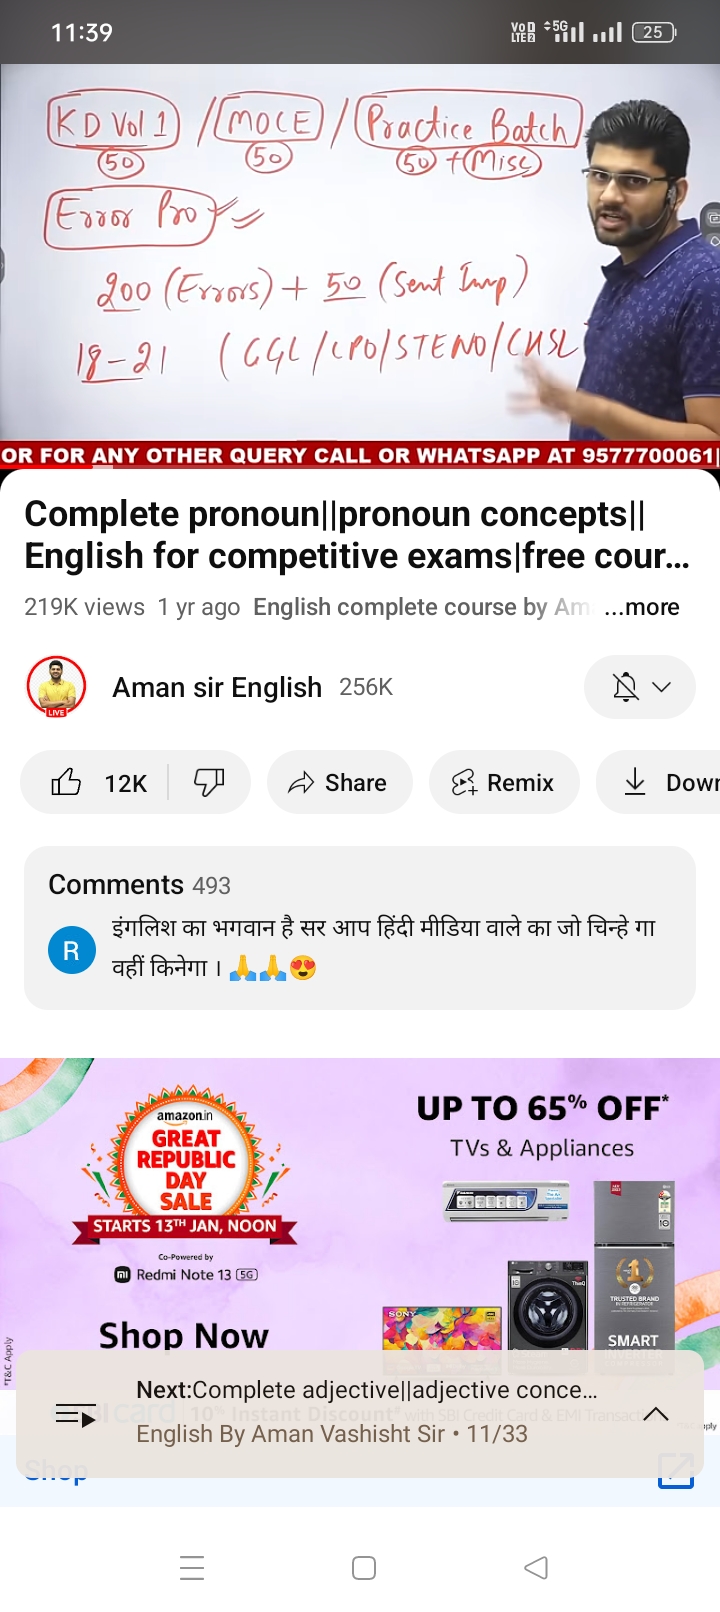 11:39
VoD 5G 25
LTE2
KD Vol 1 / MOCE / Practice Batch
50 50 50 + Misc
Error Pro
200 (Errors) + 50 (Sent Imp)
18-21 (CGL/CPO/STENO/CHSL
OR FOR ANY OTHER QUERY CALL OR WHATSAPP AT 9577700061|
Complete pronoun||pronoun concepts||
English for competitive exams|free cour...
219K views 1 yr ago English complete course by Am ...more
Aman sir English 256K
LIVE
12K Share Remix Down
Comments 493
R
इंगलिश का भगवान है सर आप हिंदी मीडिया वाले का जो चिन्हे गा
वहीं किनेगा । 🙏🙏😍
amazon.in
GREAT
REPUBLIC
DAY
SALE
STARTS 13TH JAN, NOON
Co-Powered by
Redmi Note 13 5G
Shop Now
*T&C Apply
UP TO 65% OFF*
TVs & Appliances
SONY
TRUSTED BRAND
SMART
Next:Complete adjective||adjective conce...
English By Aman Vashisht Sir • 11/33
10% Instant Discount* with SBI Credit Card & EMI Transacti
Shop